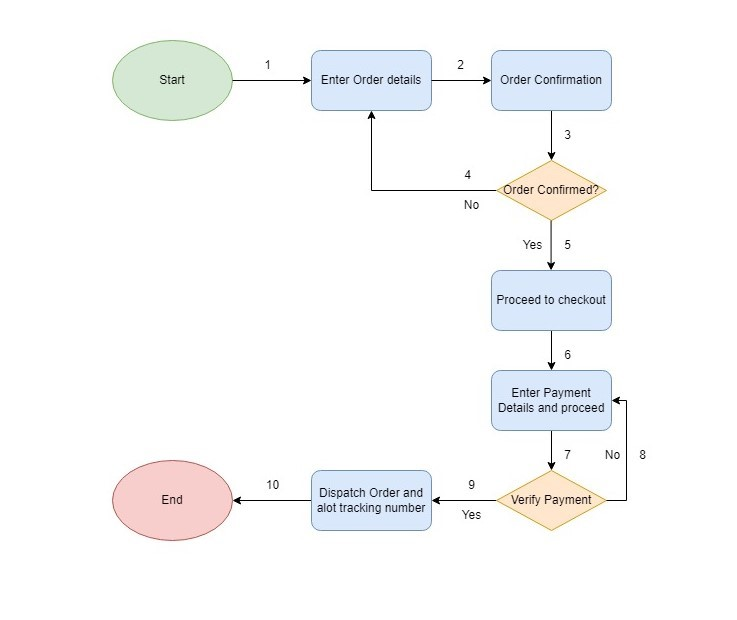 Start
1
Enter Order details
2
Order Confirmation
3
Order Confirmed?
4
No
Yes
5
Proceed to checkout
6
Enter Payment
Details and proceed
7
No
8
Verify Payment
9
Yes
Dispatch Order and
alot tracking number
10
End